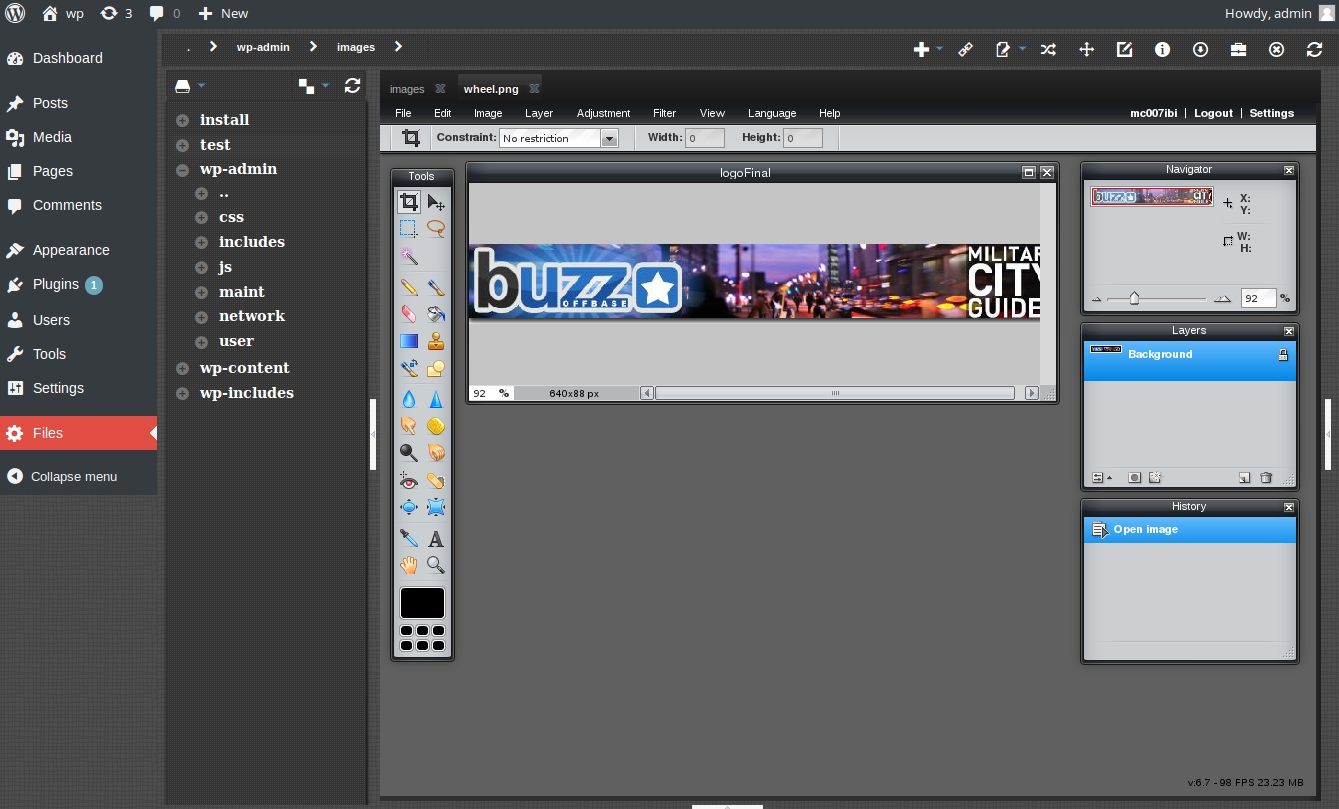 wp 3 0 New Howdy, admin
. wp-admin images
Dashboard
Posts
Media
Pages
Comments
Appearance
Plugins 1
Users
Tools
Settings
Files
Collapse menu
install
test
wp-admin
..
css
includes
js
maint
network
user
wp-content
wp-includes
images wheel.png
File Edit Image Layer Adjustment Filter View Language Help mc007ibi | Logout | Settings
Constraint: No restriction Width: 0 Height: 0
Tools
A
logoFinal
buzz
OFFBASE
MILITAR
CITY
GUIDE
92 % 640x88 px
Navigator
buzz
X:
Y:
W:
H:
92 %
Layers
Background
History
Open image
v:6.7 - 98 FPS 23.23 MB